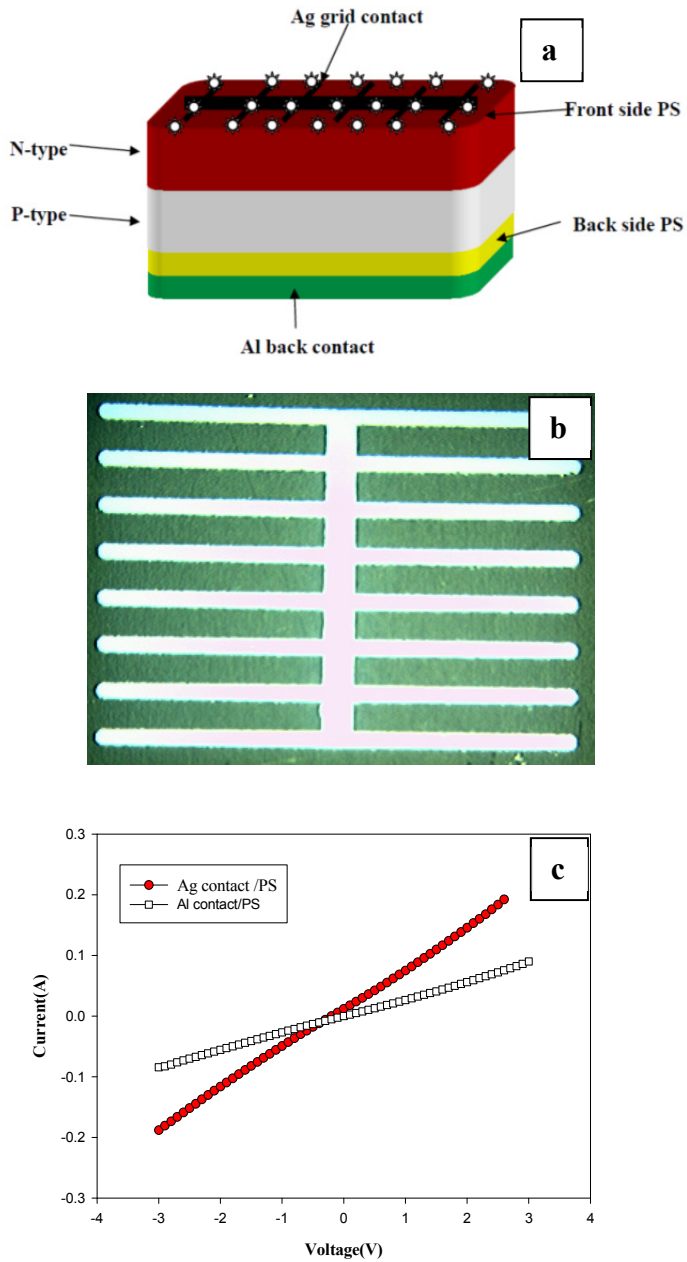 Ag grid contact
a
Front side PS
N-type
P-type
Back side PS
Al back contact
b
c
0.3
0.2
0.1
0.0
-0.1
-0.2
-0.3
Current(A)
Ag contact /PS
Al contact/PS
-4 -3 -2 -1 0 1 2 3 4
Voltage(V)